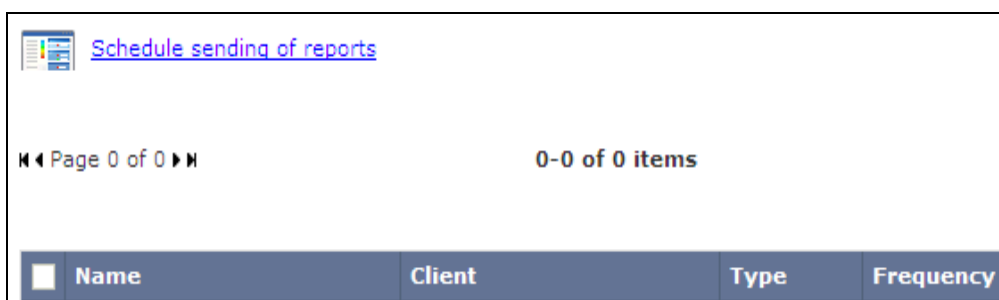 Schedule sending of reports
Page 0 of 0 0-0 of 0 items
Name Client Type Frequency